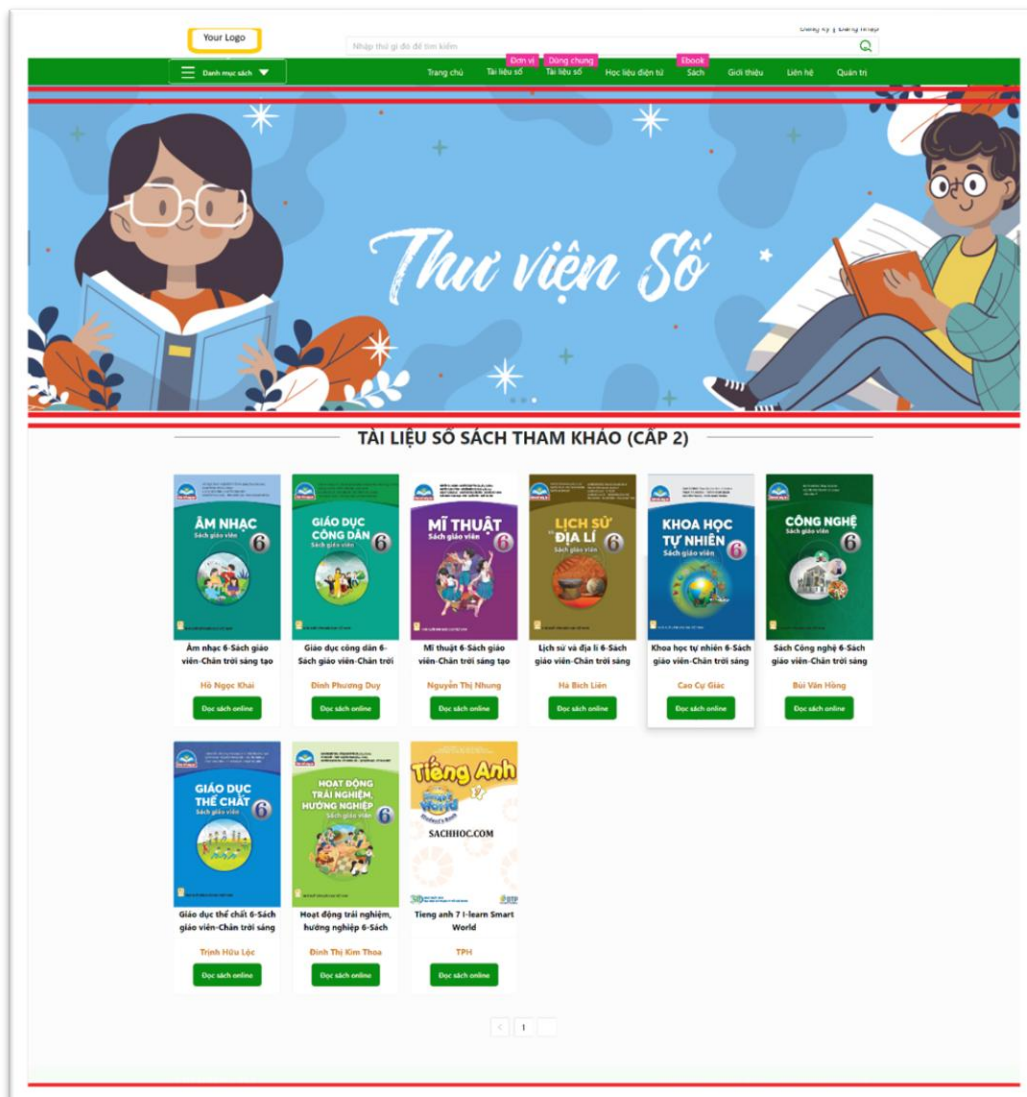 Your Logo
Đăng ký | Đăng nhập
Nhập thứ gì đó để tìm kiếm
Danh mục sách
Trang chủ
Đơn vị
Tài liệu số
Dùng chung
Tài liệu số
Học liệu điện tử
Ebook
Sách
Giới thiệu
Liên hệ
Quản trị
Thư viện Số
TÀI LIỆU SỐ SÁCH THAM KHẢO (CẤP 2)
ÂM NHẠC
Sách giáo viên
6
GIÁO DỤC
CÔNG DÂN
Sách giáo viên
6
MĨ THUẬT
Sách giáo viên
6
LỊCH SỬ
VÀ ĐỊA LÍ
Sách giáo viên
6
KHOA HỌC
TỰ NHIÊN
Sách giáo viên
6
CÔNG NGHỆ
Sách giáo viên
6
Âm nhạc 6-Sách giáo
viên-Chân trời sáng tạo
Hồ Ngọc Khải
Đọc sách online
Giáo dục công dân 6-
Sách giáo viên-Chân trời
Đinh Phương Duy
Đọc sách online
Mĩ thuật 6-Sách giáo
viên-Chân trời sáng tạo
Nguyễn Thị Nhung
Đọc sách online
Lịch sử và địa lí 6-Sách
giáo viên-Chân trời sáng
Hà Bích Liên
Đọc sách online
Khoa học tự nhiên 6-Sách
giáo viên-Chân trời sáng
Cao Cự Giác
Đọc sách online
Sách Công nghệ 6-Sách
giáo viên-Chân trời sáng
Bùi Văn Hồng
Đọc sách online
GIÁO DỤC
THỂ CHẤT
Sách giáo viên
6
HOẠT ĐỘNG
TRẢI NGHIỆM,
HƯỚNG NGHIỆP
Sách giáo viên
6
Tiếng Anh
7
Smart
World
Student's Book
SACHHOC.COM
Giáo dục thể chất 6-Sách
giáo viên-Chân trời sáng
Trịnh Hữu Lộc
Đọc sách online
Hoạt động trải nghiệm,
hướng nghiệp 6-Sách
Đinh Thị Kim Thoa
Đọc sách online
Tieng anh 7 I-learn Smart
World
TPH
Đọc sách online
1